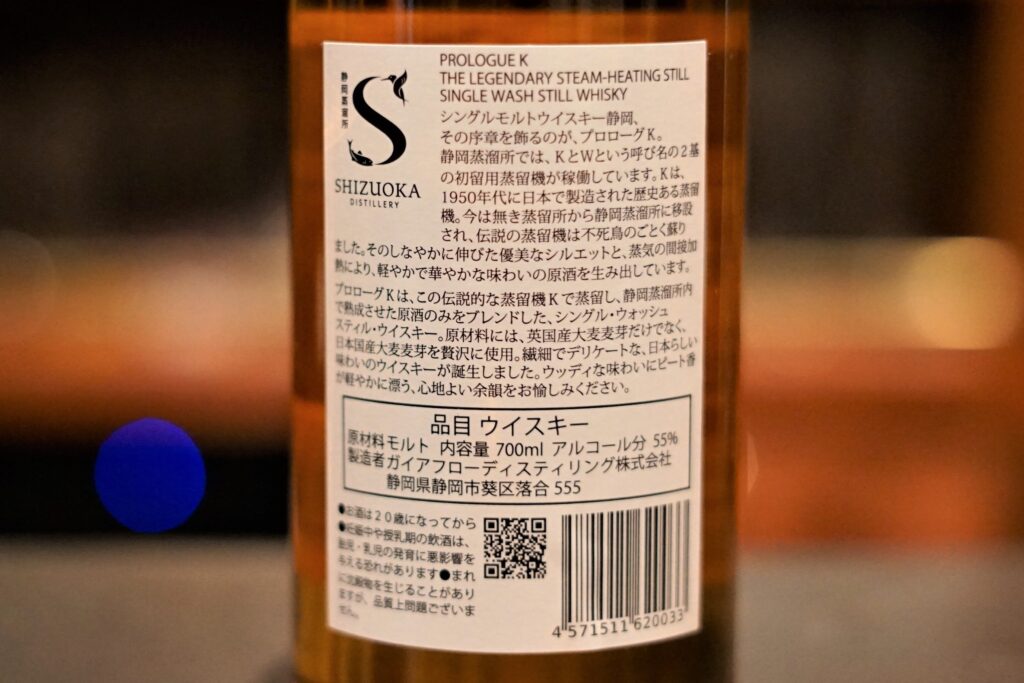 静岡蒸溜所
S
SHIZUOKA
DISTILLERY
PROLOGUE K
THE LEGENDARY STEAM-HEATING STILL
SINGLE WASH STILL WHISKY
シングルモルトウイスキー静岡、
その序章を飾るのが、プロローグK。
静岡蒸溜所では、KとWという呼び名の2基
の初留用蒸留機が稼働しています。Kは、
1950年代に日本で製造された歴史ある蒸留
機。今は無き蒸留所から静岡蒸溜所に移設
され、伝説の蒸留機は不死鳥のごとく蘇り
ました。そのしなやかに伸びた優美なシルエットと、蒸気の間接加
熱により、軽やかで華やかな味わいの原酒を生み出しています。
プロローグKは、この伝説的な蒸留機Kで蒸留し、静岡蒸溜所内
で熟成させた原酒のみをブレンドした、シングル・ウォッシュ
スティル・ウイスキー。原材料には、英国産大麦麦芽だけでなく、
日本国産大麦麦芽を贅沢に使用。繊細でデリケートな、日本らしい
味わいのウイスキーが誕生しました。ウッディな味わいにピート香
が軽やかに漂う、心地よい余韻をお愉しみください。
品目 ウイスキー
原材料 モルト 内容量 700ml アルコール分 55%
製造者 ガイアフローディスティリング株式会社
静岡県静岡市葵区落合 555
●お酒は20歳になってから
●妊娠中や授乳期の飲酒は、
胎児・乳児の発育に悪影響を
与える恐れがあります●まれ
に沈殿物を生じることがあり
ますが、品質上問題ございま
せん。
4 571511 620033